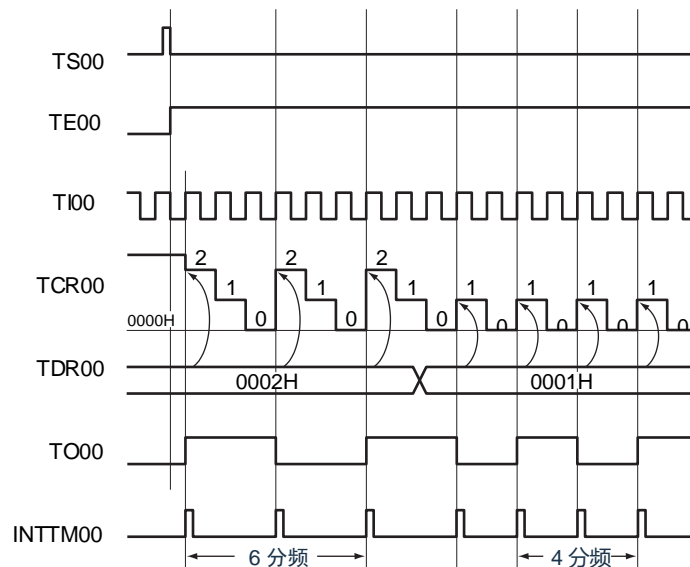 TS00
TE00
TI00
TCR00
2 1 0 2 1 0 2 1 0 1 0 1 0 1 0 1 0
0000H
TDR00
0002H 0001H
TO00
INTTM00
6 分频 4 分频